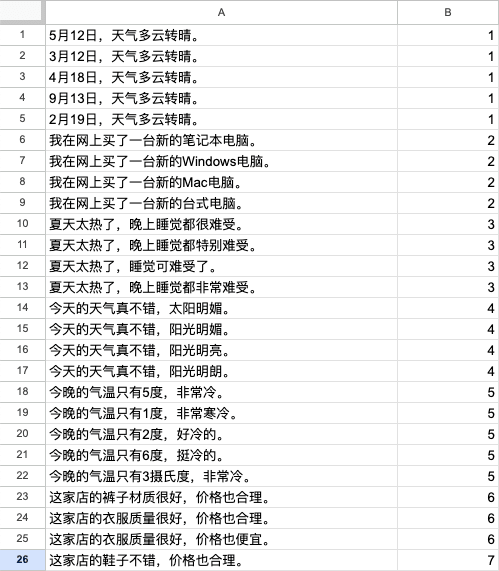 A B
1 5月12日，天气多云转晴。 1
2 3月12日，天气多云转晴。 1
3 4月18日，天气多云转晴。 1
4 9月13日，天气多云转晴。 1
5 2月19日，天气多云转晴。 1
6 我在网上买了一台新的笔记本电脑。 2
7 我在网上买了一台新的Windows电脑。 2
8 我在网上买了一台新的Mac电脑。 2
9 我在网上买了一台新的台式电脑。 2
10 夏天太热了，晚上睡觉都很难受。 3
11 夏天太热了，晚上睡觉都特别难受。 3
12 夏天太热了，睡觉可难受了。 3
13 夏天太热了，晚上睡觉都非常难受。 3
14 今天的天气真不错，太阳明媚。 4
15 今天的天气真不错，阳光明媚。 4
16 今天的天气真不错，阳光明亮。 4
17 今天的天气真不错，阳光明朗。 4
18 今晚的气温只有5度，非常冷。 5
19 今晚的气温只有1度，非常寒冷。 5
20 今晚的气温只有2度，好冷的。 5
21 今晚的气温只有6度，挺冷的。 5
22 今晚的气温只有3摄氏度，非常冷。 5
23 这家店的裤子材质很好，价格也合理。 6
24 这家店的衣服质量很好，价格也合理。 6
25 这家店的衣服质量很好，价格也便宜。 6
26 这家店的鞋子不错，价格也合理。 7